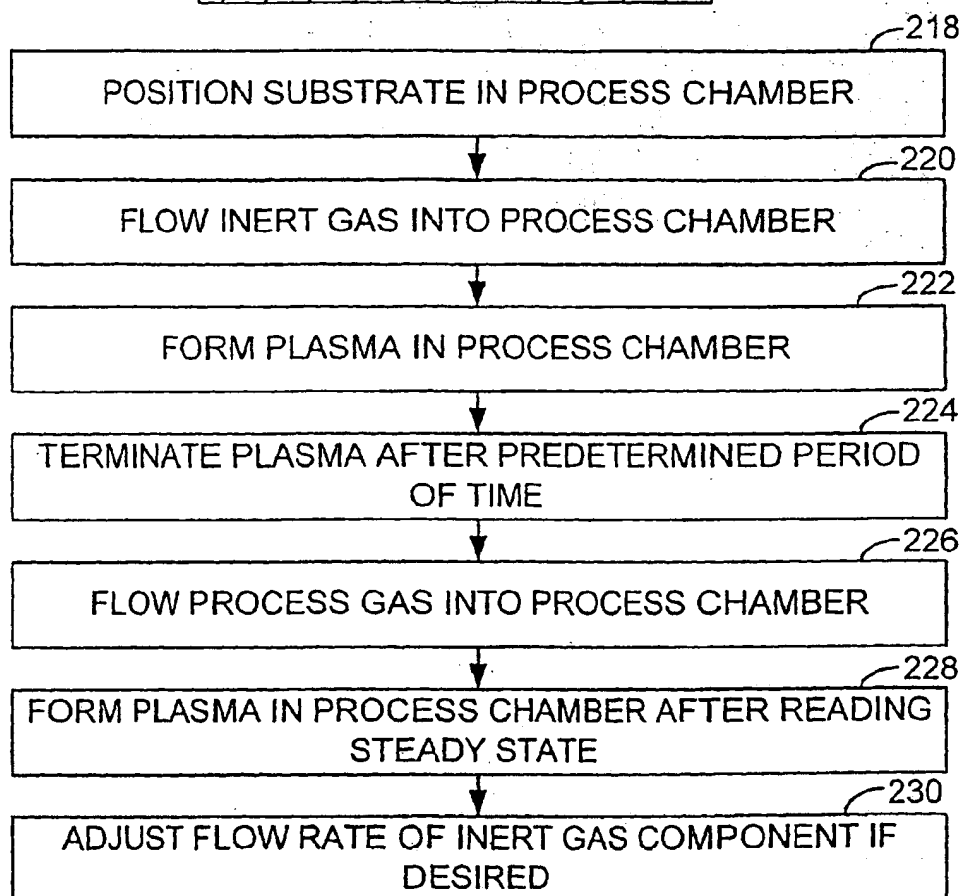 218
POSITION SUBSTRATE IN PROCESS CHAMBER
220
FLOW INERT GAS INTO PROCESS CHAMBER
222
FORM PLASMA IN PROCESS CHAMBER
224
TERMINATE PLASMA AFTER PREDETERMINED PERIOD
OF TIME
226
FLOW PROCESS GAS INTO PROCESS CHAMBER
228
FORM PLASMA IN PROCESS CHAMBER AFTER READING
STEADY STATE
230
ADJUST FLOW RATE OF INERT GAS COMPONENT IF
DESIRED